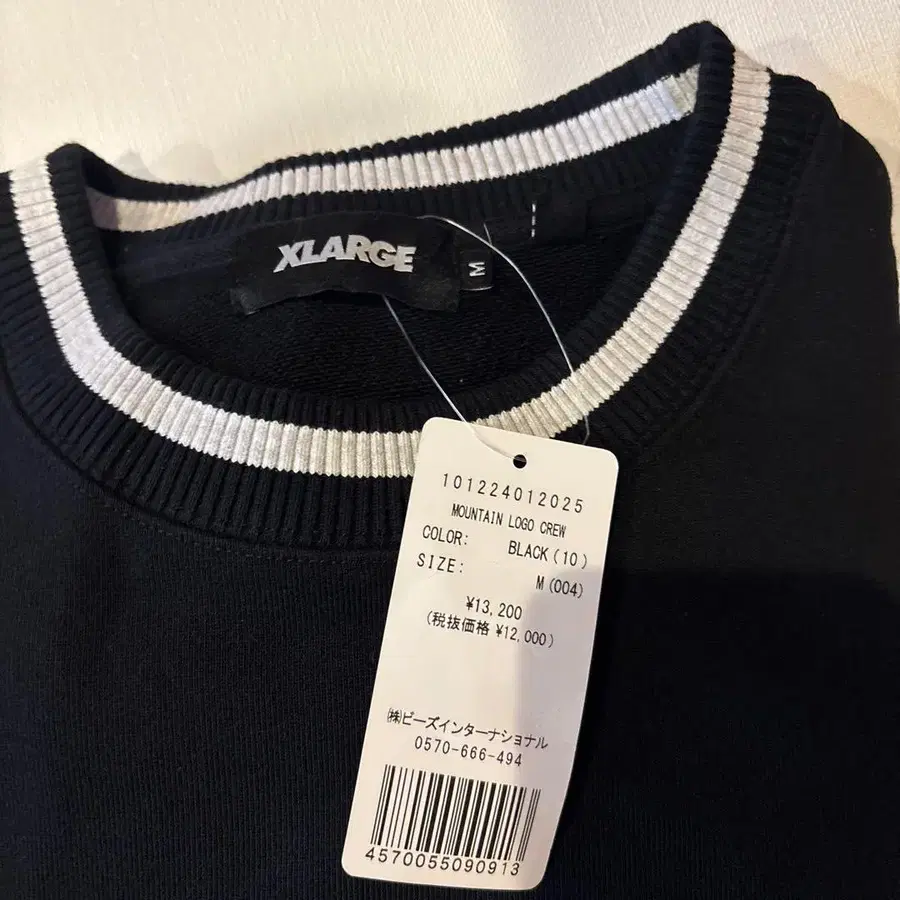 XLARGE
M
101224012025
MOUNTAIN LOGO CREW
COLOR: BLACK(10)
SIZE: M(004)
¥13,200
(税抜価格 ¥12,000)
㈱ビーズインターナショナル
0570-666-494
4570055090913